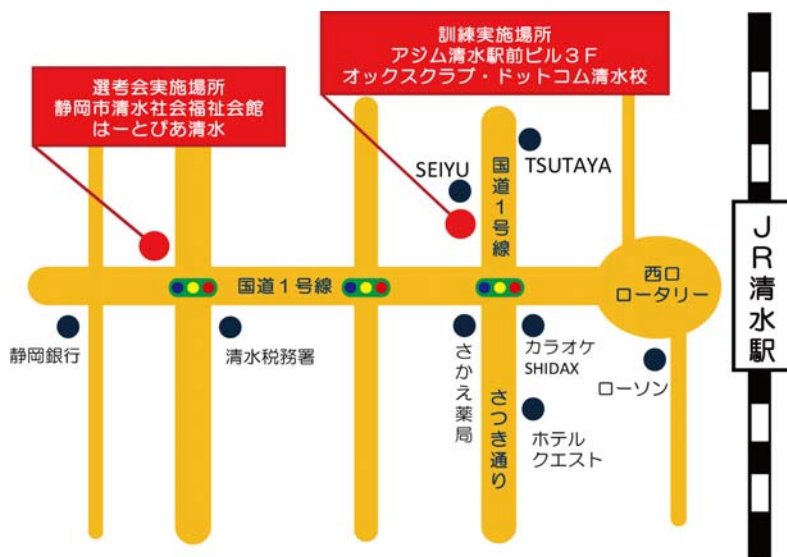 訓練実施場所
アジム清水駅前ビル３Ｆ
オックスクラブ・ドットコム清水校
選考会実施場所
静岡市清水社会福祉会館
はーとぴあ清水
SEIYU
国道１号線
TSUTAYA
ＪＲ清水駅
国道１号線
西口
ロータリー
静岡銀行
清水税務署
さかえ薬局
カラオケ
SHIDAX
ローソン
さつき通り
ホテル
クエスト